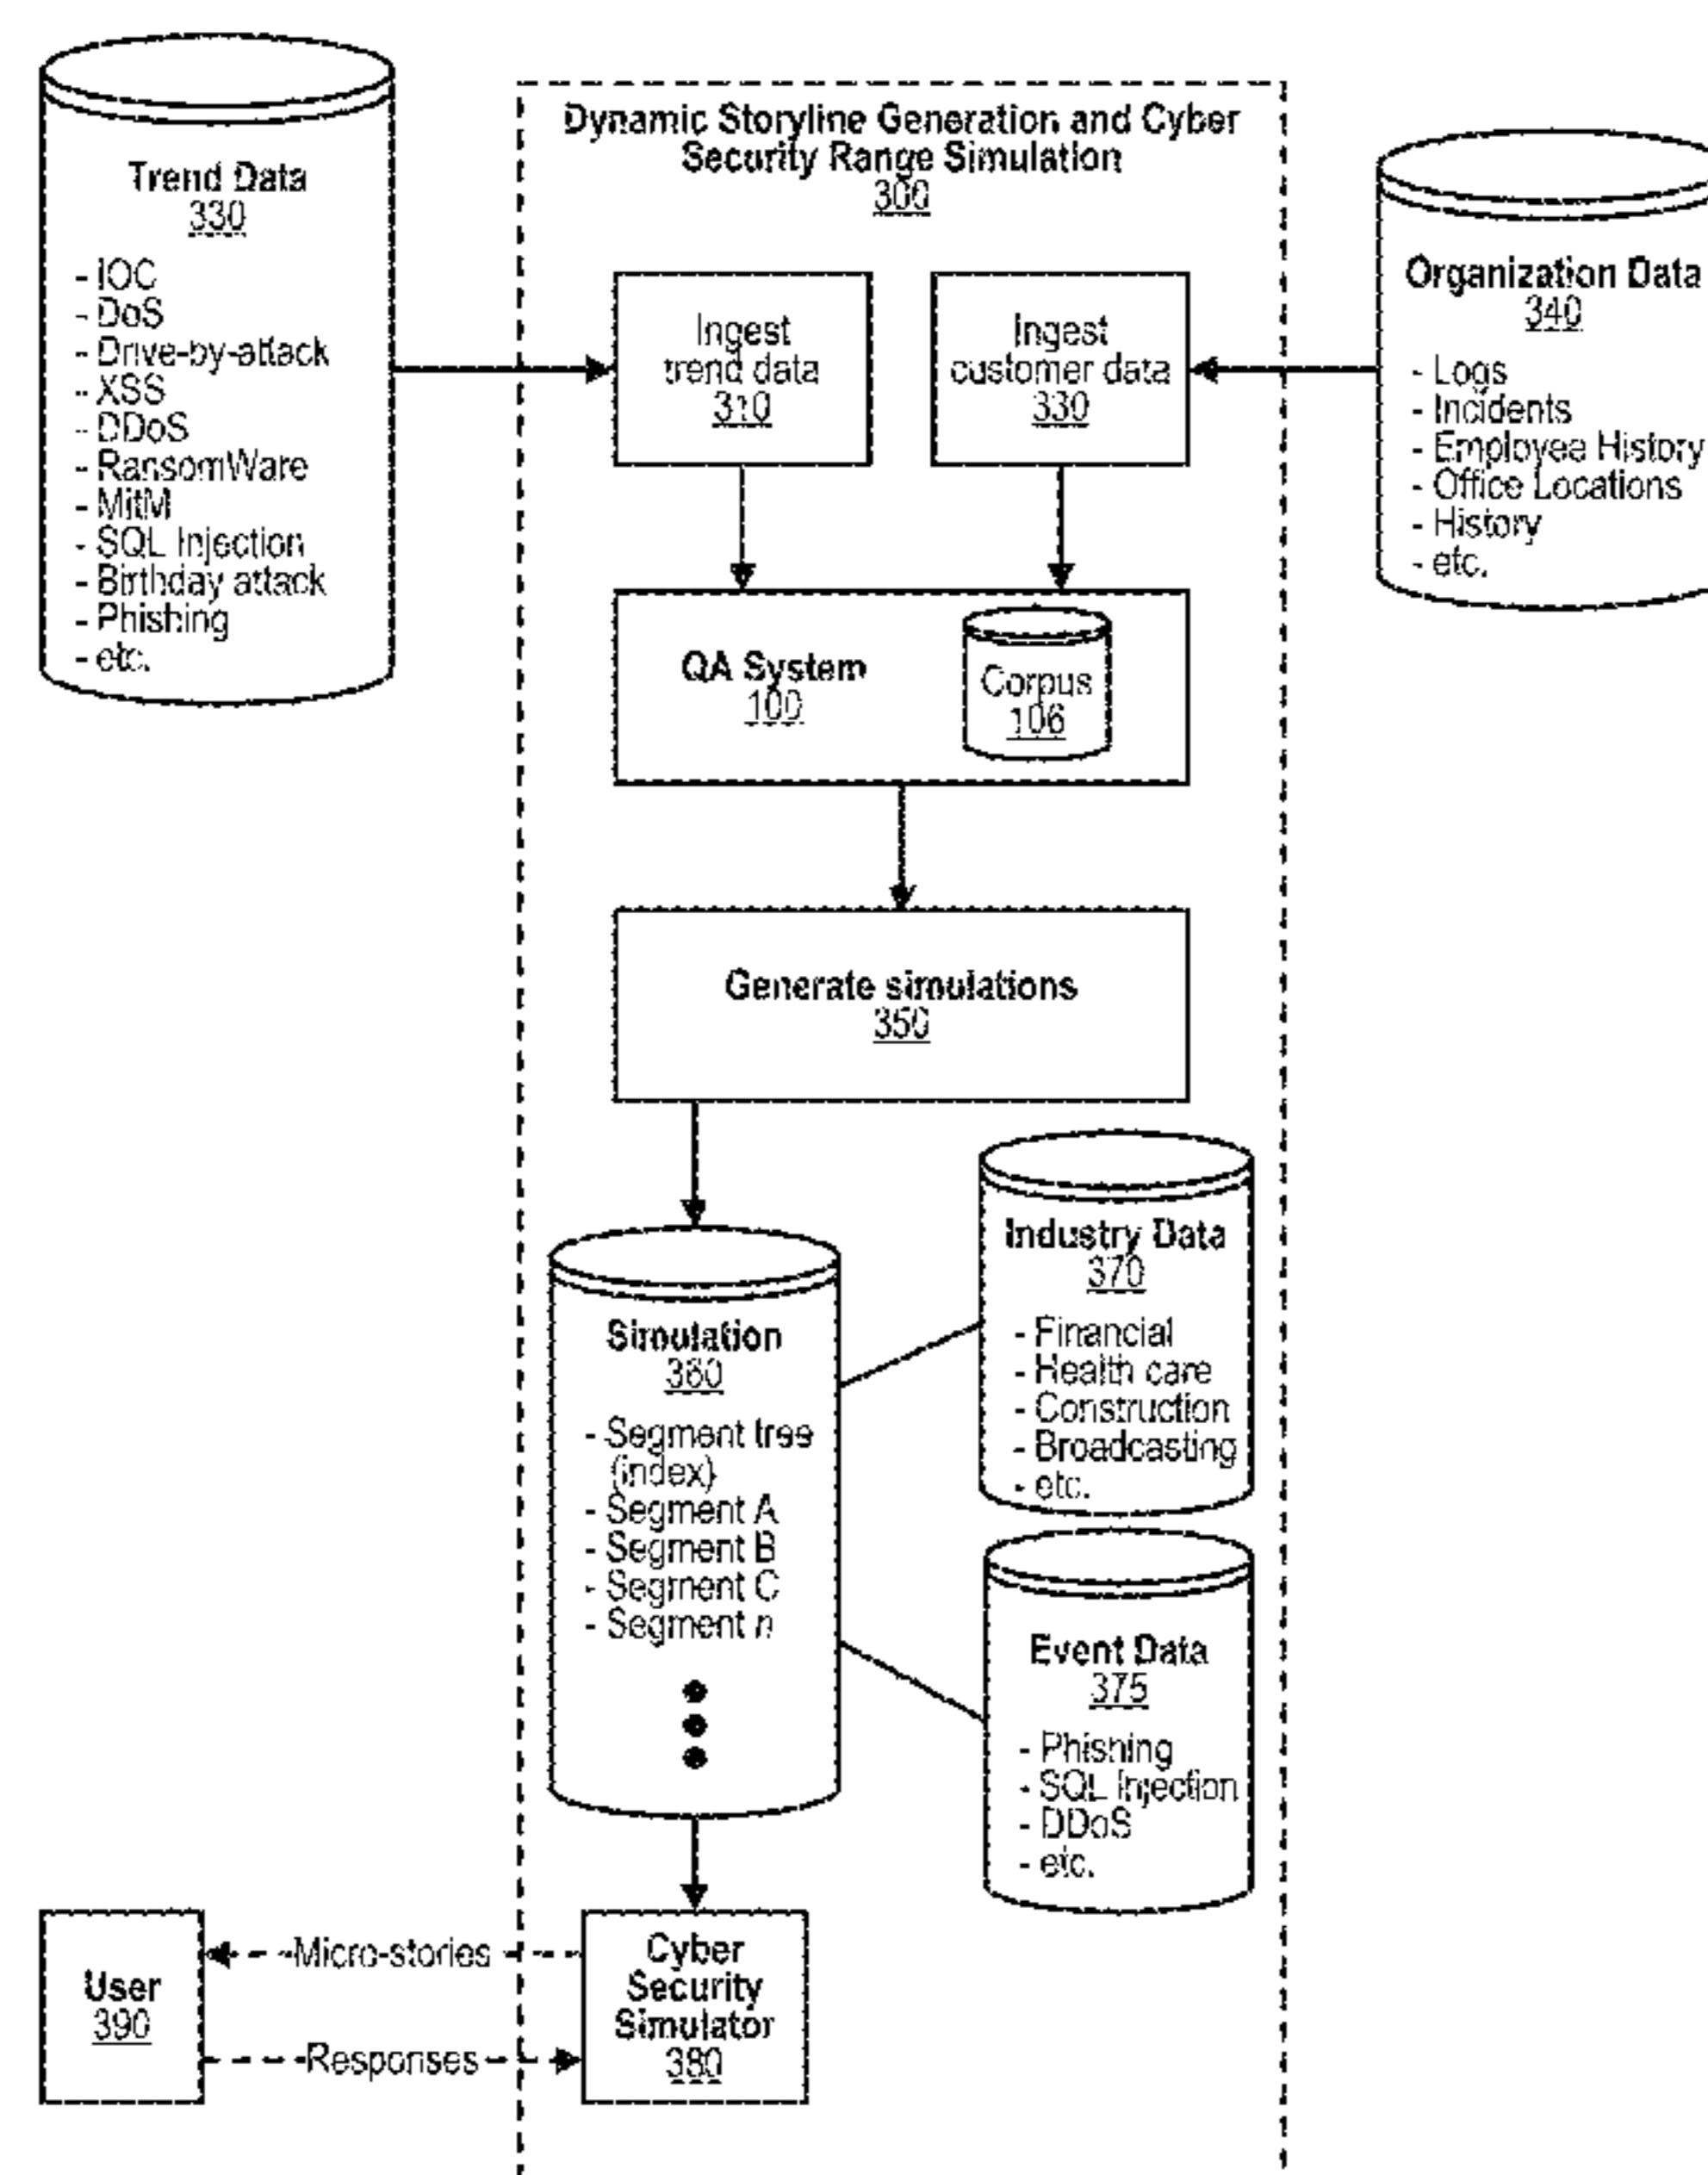 Dynamic Storyline Generation and Cyber
Security Range Simulation
300
Trend Data
330
- IOC
- DoS
- Drive-by-attack
- XSS
- DDoS
- RansomWare
- MitM
- SQL Injection
- Birthday attack
- Phishing
- etc.
Ingest
trend data
310
Ingest
customer data
330
Organization Data
340
- Logs
- Incidents
- Employee History
- Office Locations
- History
- etc.
QA System
100
Corpus
106
Generate simulations
350
Simulation
360
- Segment tree
(index)
- Segment A
- Segment B
- Segment C
- Segment n
Industry Data
370
- Financial
- Health care
- Construction
- Broadcasting
- etc.
Event Data
375
- Phishing
- SQL Injection
- DDoS
- etc.
User
390
Micro-stories
Responses
Cyber
Security
Simulator
380